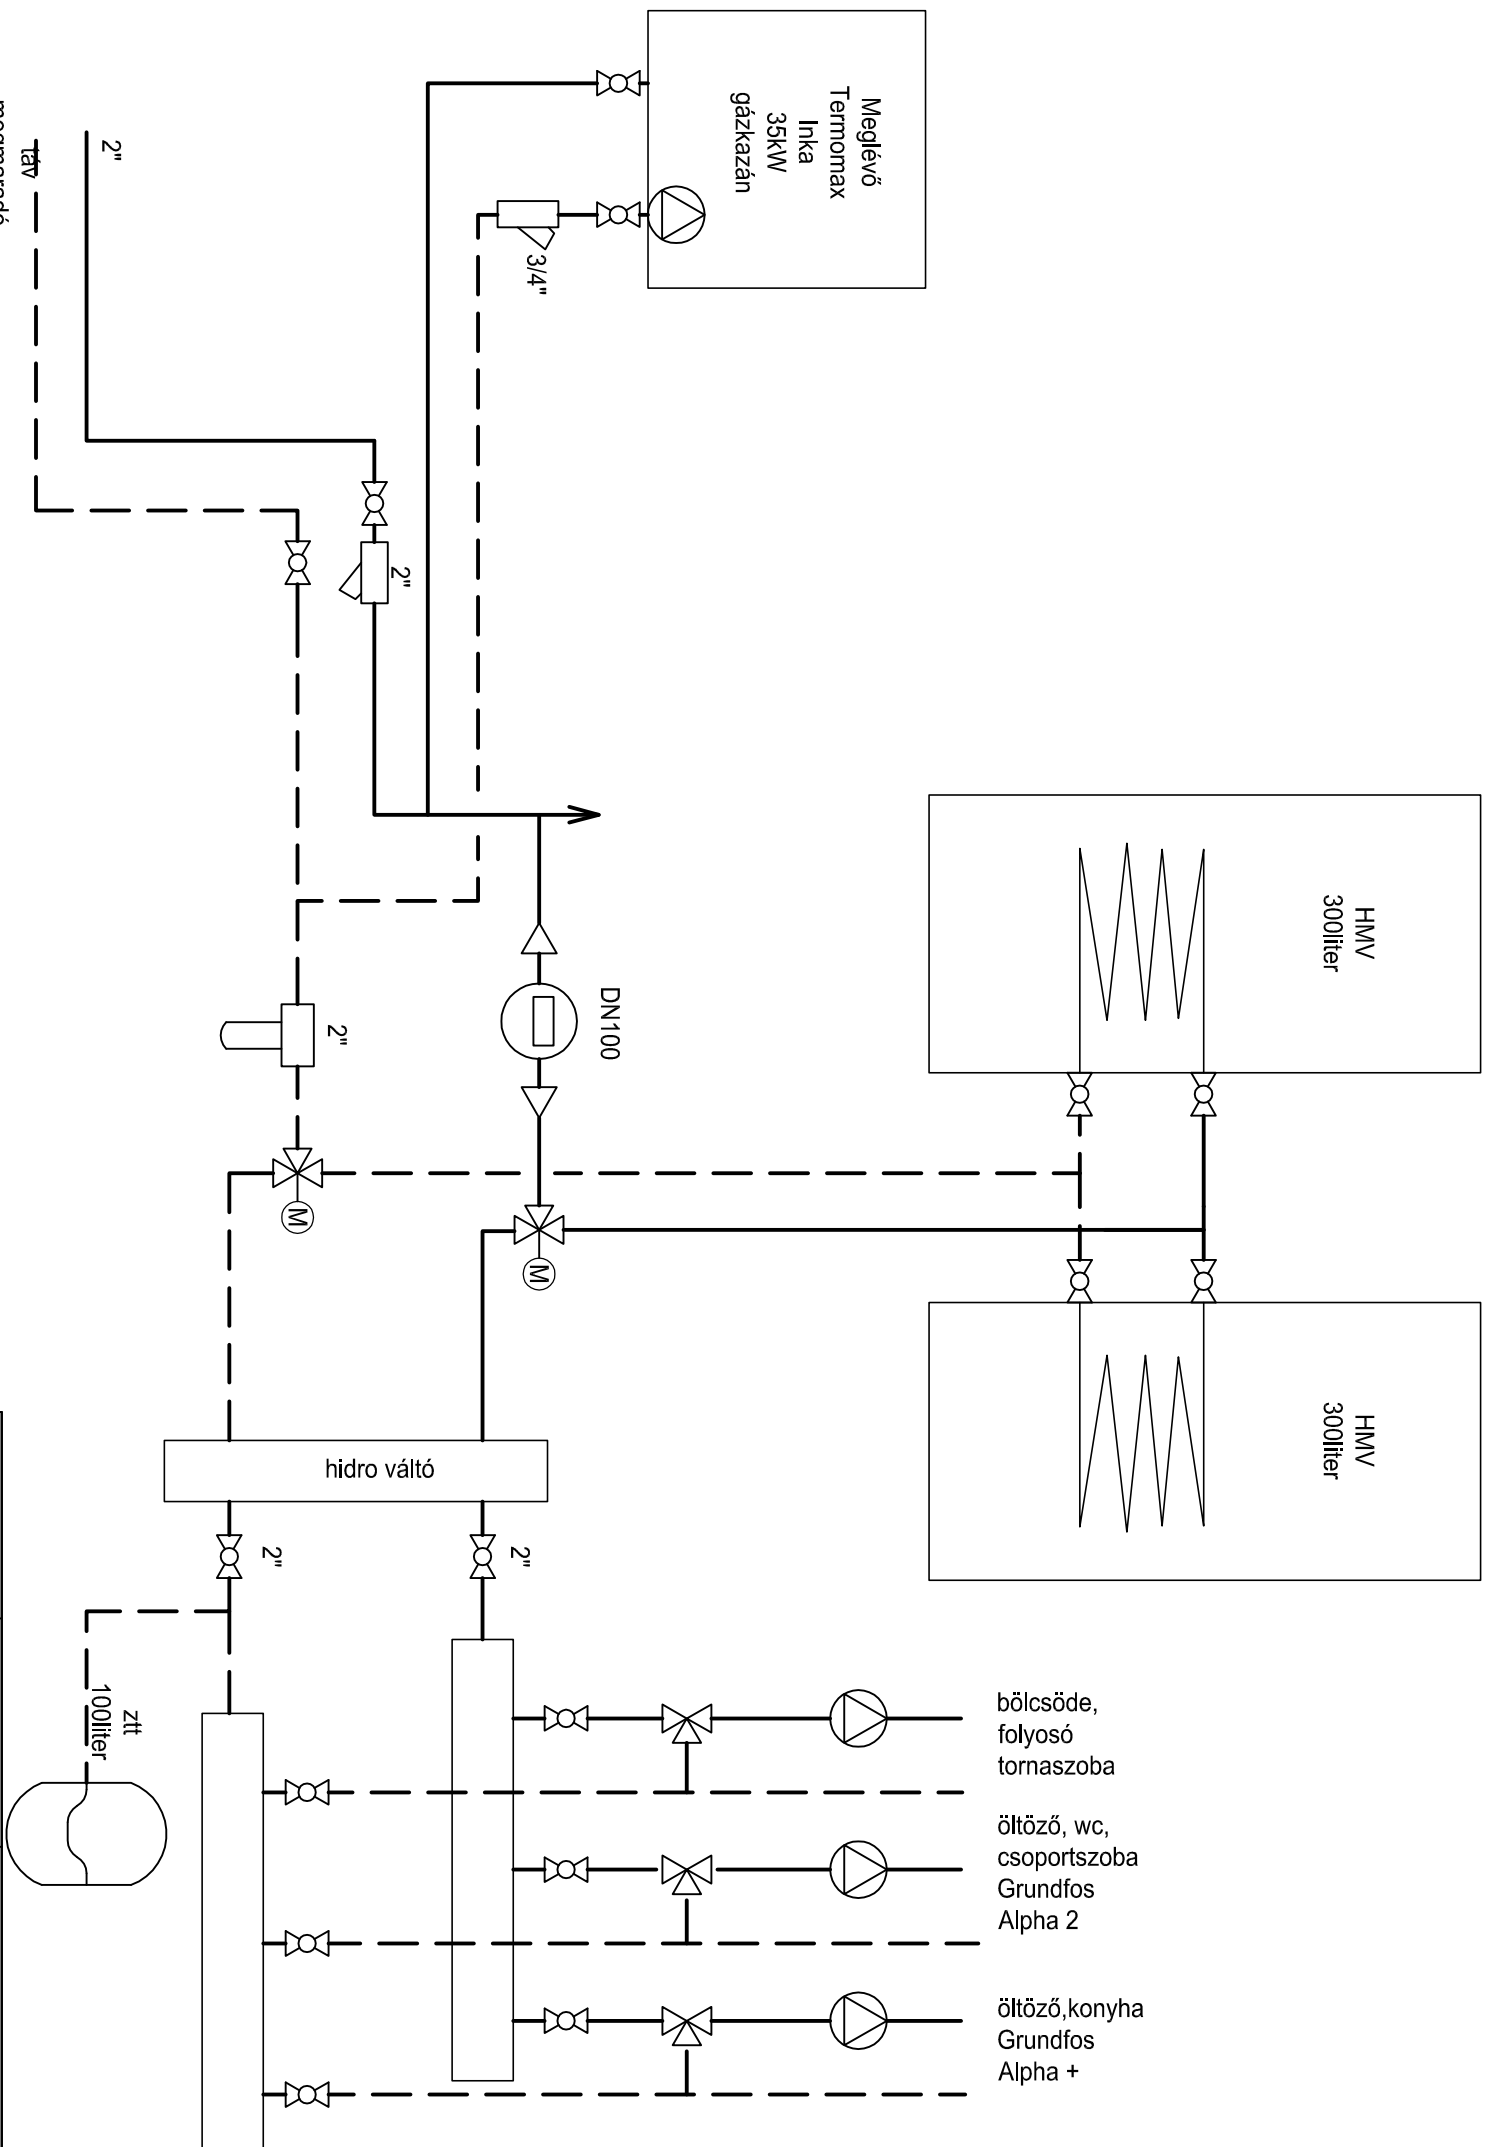 Meglévő
Termomax
Inka
35kW
gázkazán
3/4"
2"
táv
2"
DN100
2"
M
M
HMV
300liter
HMV
300liter
hidro váltó
2"
2"
ztt
100liter
bölcsöde,
folyosó
tornaszoba
öltöző, wc,
csoportszoba
Grundfos
Alpha 2
öltöző,konyha
Grundfos
Alpha +